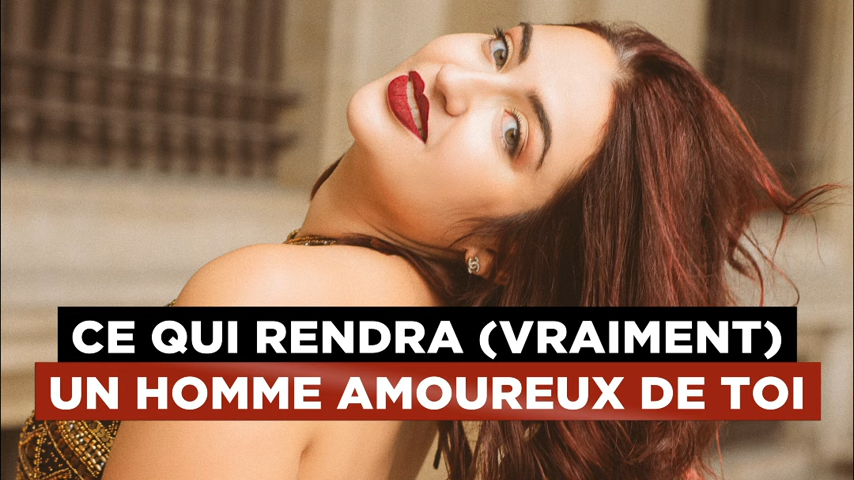 CE QUI RENDRA (VRAIMENT)
UN HOMME AMOUREUX DE TOI